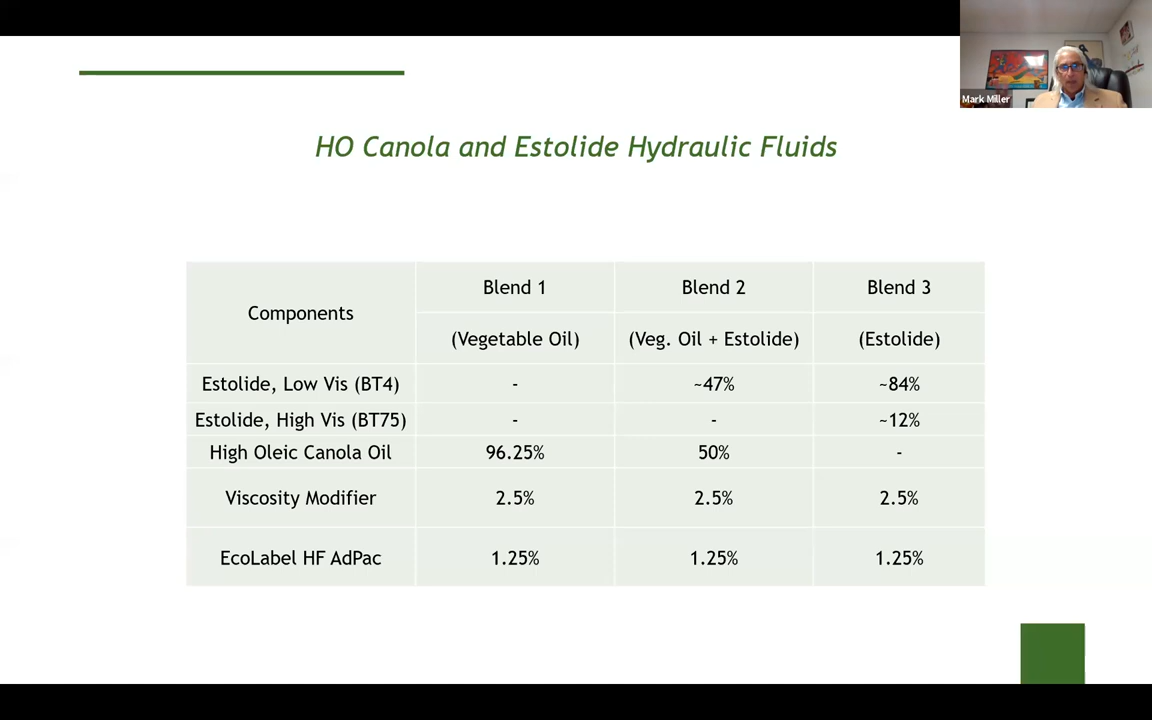 Mark Miller
HO Canola and Estolide Hydraulic Fluids
Components
Blend 1
Blend 2
Blend 3
(Vegetable Oil)
(Veg. Oil + Estolide)
(Estolide)
Estolide, Low Vis (BT4) - ~47% ~84%
Estolide, High Vis (BT75) - - ~12%
High Oleic Canola Oil 96.25% 50% -
Viscosity Modifier 2.5% 2.5% 2.5%
EcoLabel HF AdPac 1.25% 1.25% 1.25%